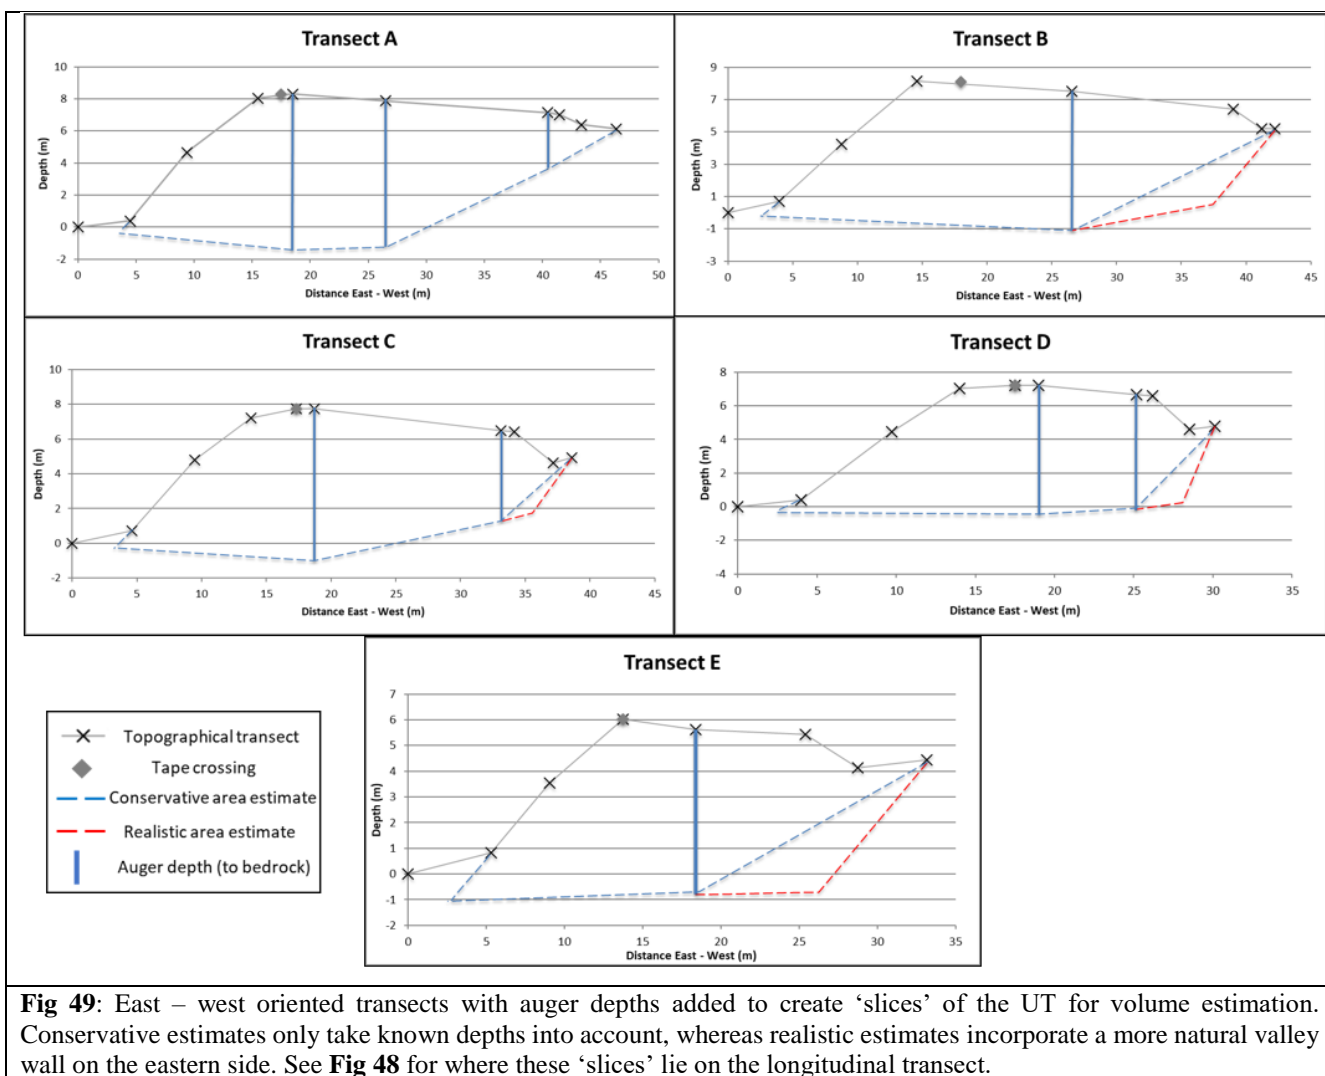 Transect A
Depth (m)
10
8
6
4
2
0
-2
0 5 10 15 20 25 30 35 40 45 50
Distance East - West (m)
Transect B
Depth (m)
9
7
5
3
1
-1
-3
0 5 10 15 20 25 30 35 40 45
Distance East - West (m)
Transect C
Depth (m)
10
8
6
4
2
0
-2
0 5 10 15 20 25 30 35 40 45
Distance East - West (m)
Transect D
Depth (m)
8
6
4
2
0
-2
-4
0 5 10 15 20 25 30 35
Distance East - West (m)
Transect E
Depth (m)
7
6
5
4
3
2
1
0
-1
-2
0 5 10 15 20 25 30 35
Distance East - West (m)
Topographical transect
Tape crossing
Conservative area estimate
Realistic area estimate
Auger depth (to bedrock)
Fig 49: East – west oriented transects with auger depths added to create ‘slices’ of the UT for volume estimation.
Conservative estimates only take known depths into account, whereas realistic estimates incorporate a more natural valley
wall on the eastern side. See Fig 48 for where these ‘slices’ lie on the longitudinal transect.